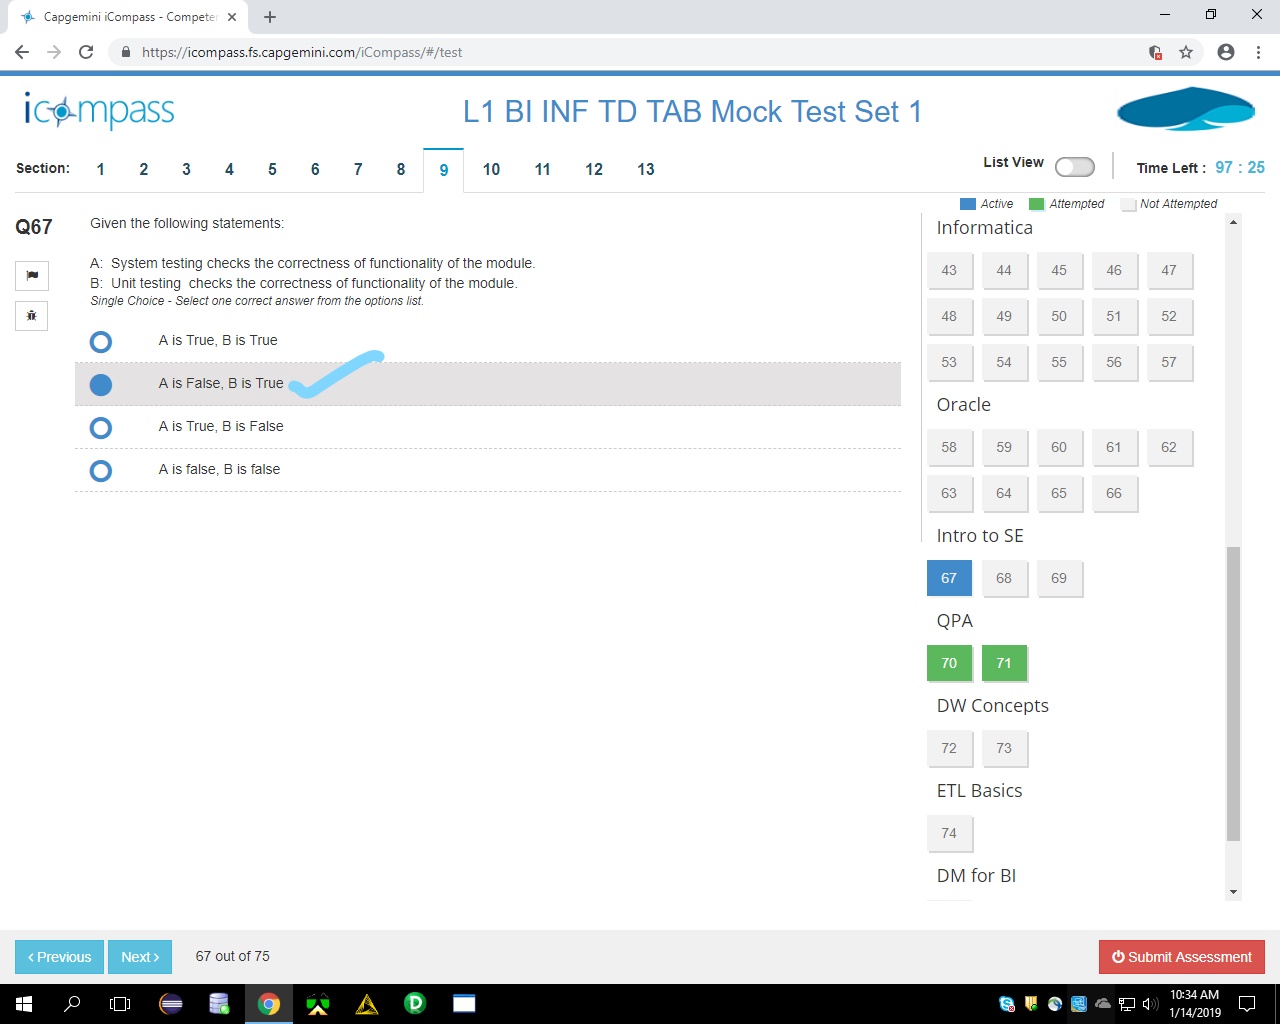 Capgemini iCompass - Competen
https://icompass.fs.capgemini.com/iCompass/#/test
icompass
L1 BI INF TD TAB Mock Test Set 1
Section: 1 2 3 4 5 6 7 8 9 10 11 12 13
List View
Time Left : 97 : 25
Active Attempted Not Attempted
Q67
Given the following statements:
A: System testing checks the correctness of functionality of the module.
B: Unit testing checks the correctness of functionality of the module.
Single Choice - Select one correct answer from the options list.
A is True, B is True
A is False, B is True
A is True, B is False
A is false, B is false
Informatica
43 44 45 46 47
48 49 50 51 52
53 54 55 56 57
Oracle
58 59 60 61 62
63 64 65 66
Intro to SE
67 68 69
QPA
70 71
DW Concepts
72 73
ETL Basics
74
DM for BI
‹ Previous
Next ›
67 out of 75
Submit Assessment
10:34 AM
1/14/2019